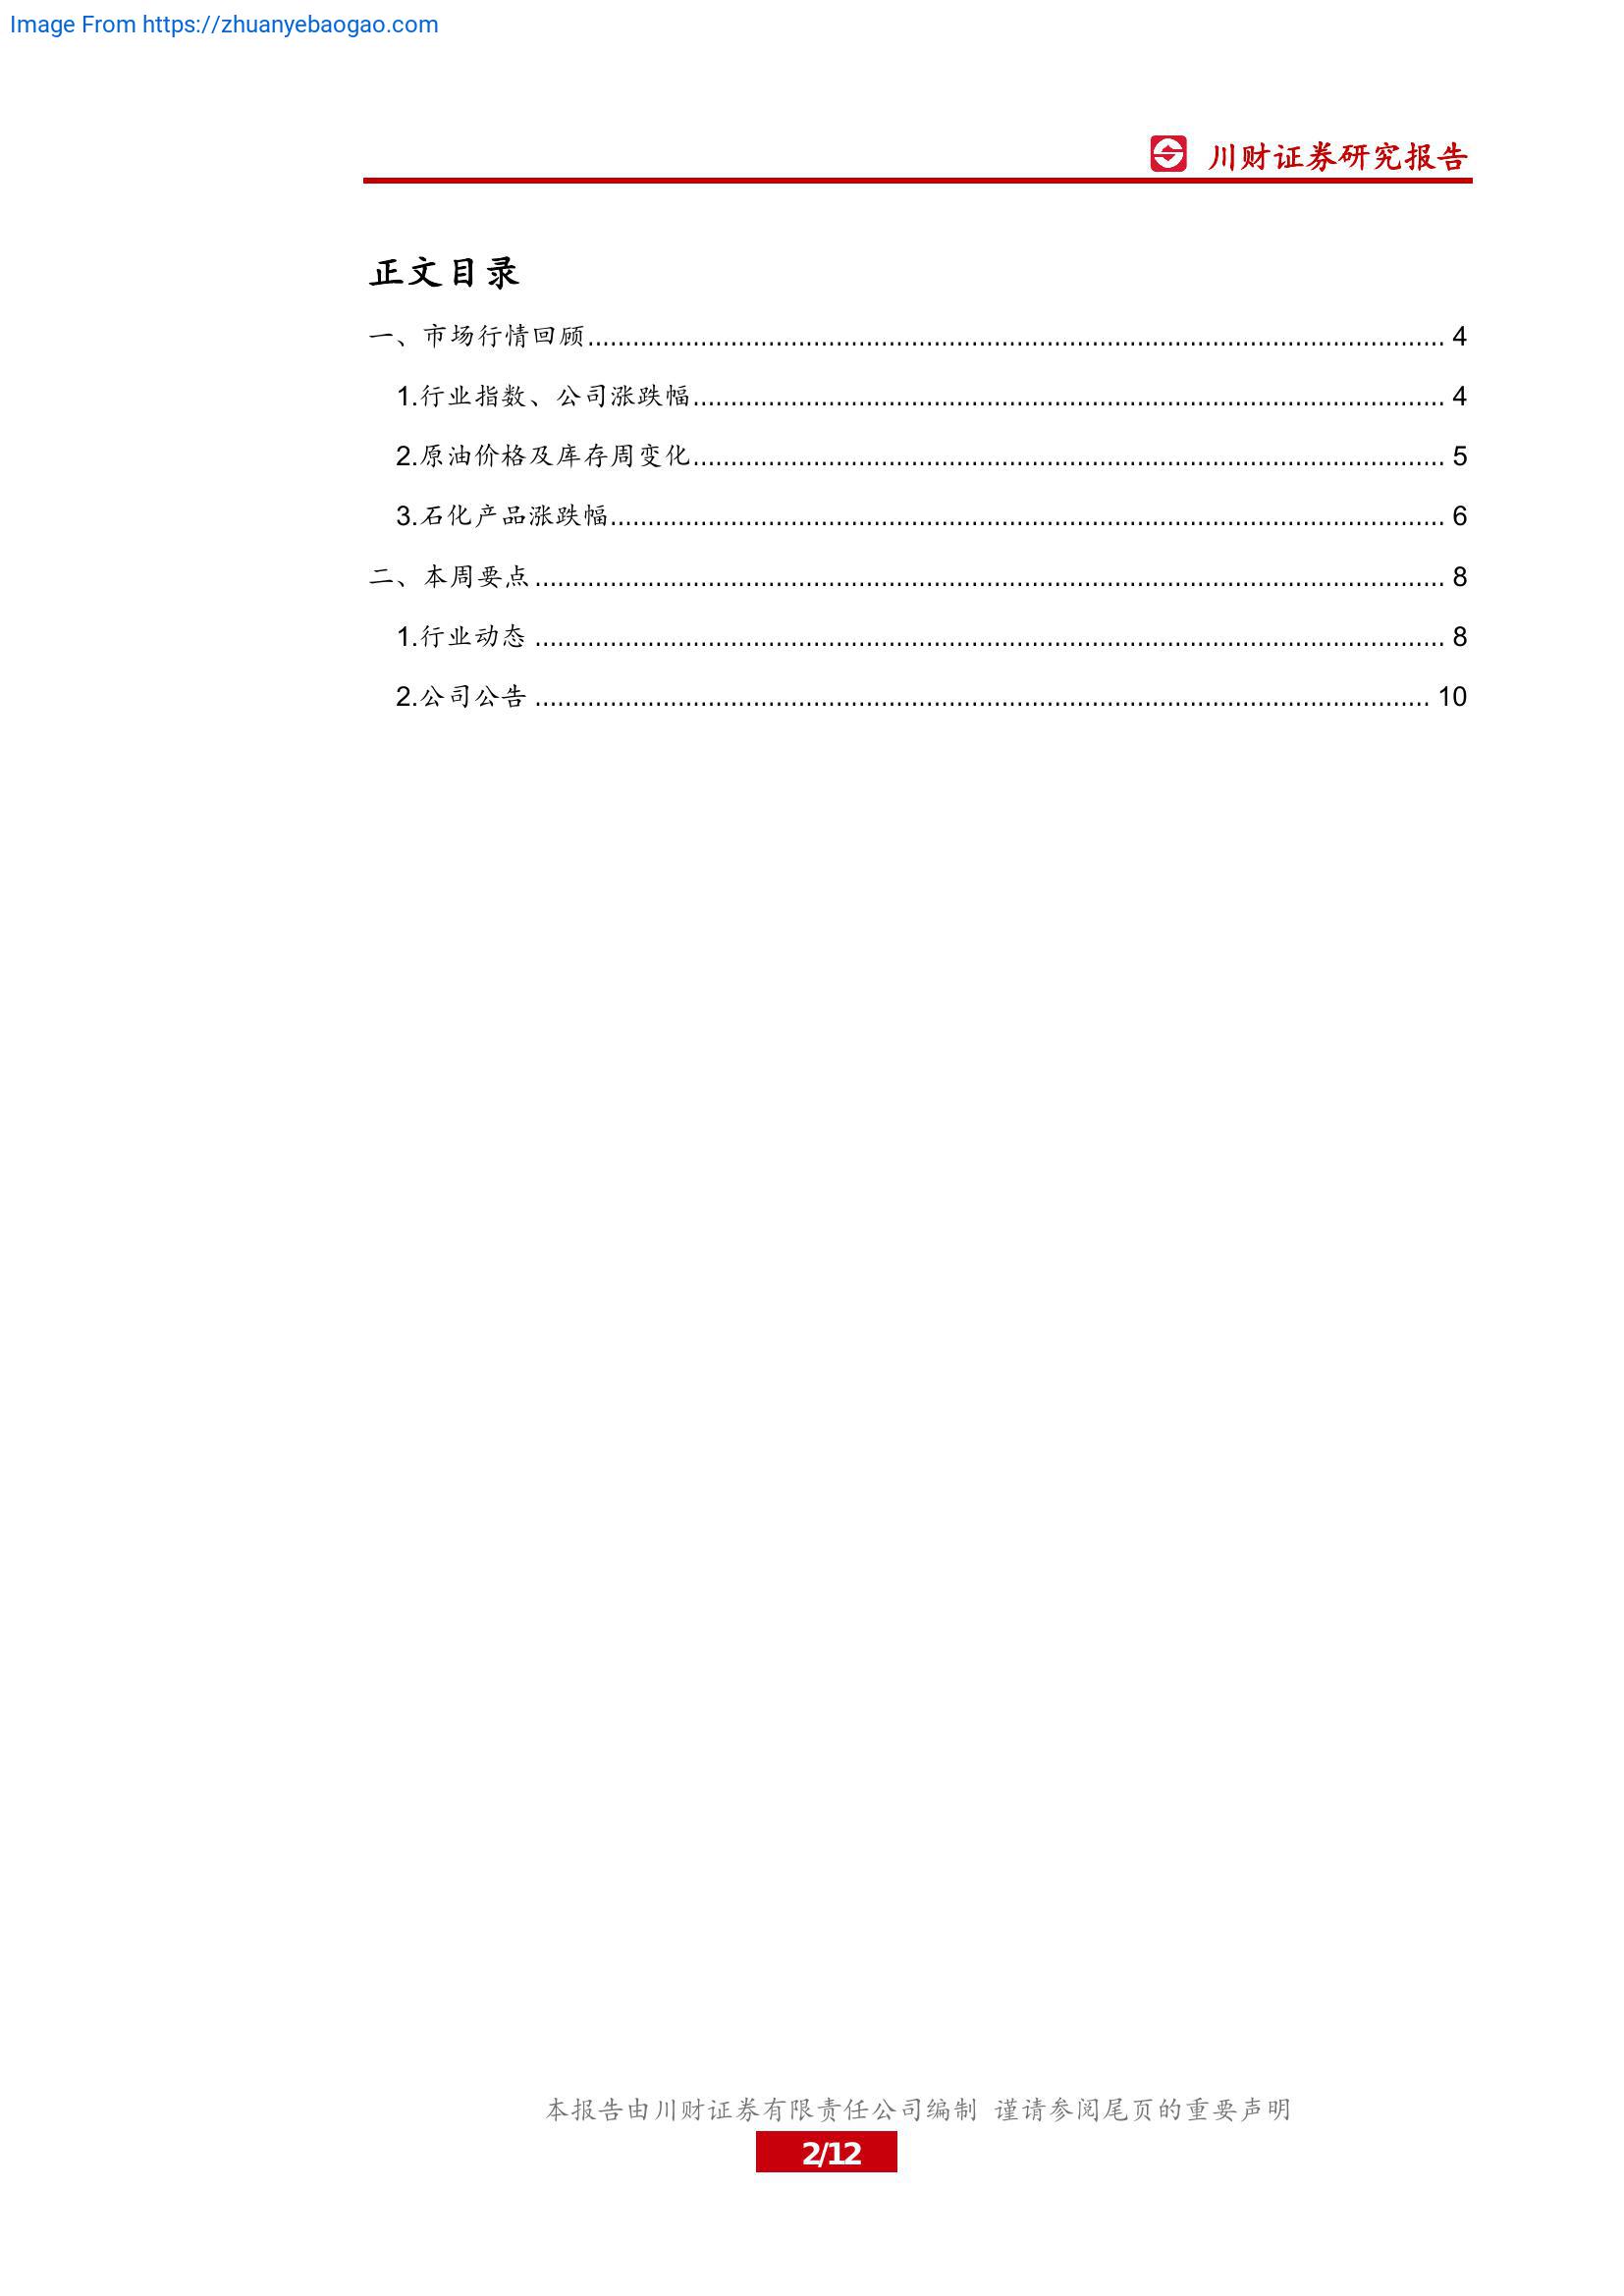 Image From https://zhuanyebaogao.com
川财证券研究报告
正文目录
一、市场行情回顾........................................................................................................ 4
1.行业指数、公司涨跌幅........................................................................................ 4
2.原油价格及库存周变化........................................................................................ 5
3.石化产品涨跌幅.................................................................................................. 6
二、本周要点 ............................................................................................................ 8
1.行业动态 ............................................................................................................ 8
2.公司公告 .......................................................................................................... 10
本报告由川财证券有限责任公司编制 谨请参阅尾页的重要声明
2/12